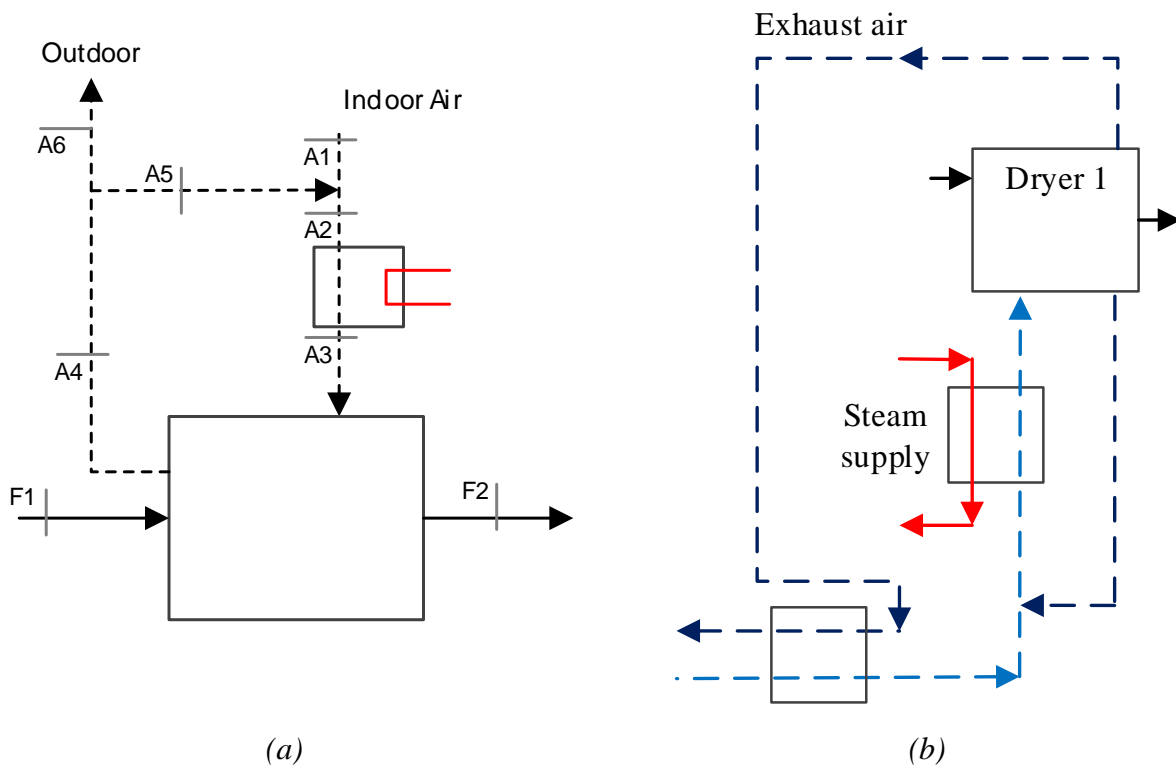 Outdoor
Indoor Air
A6
A1
A5
A2
A3
A4
F1
F2
(a)
Exhaust air
Dryer 1
Steam
supply
(b)